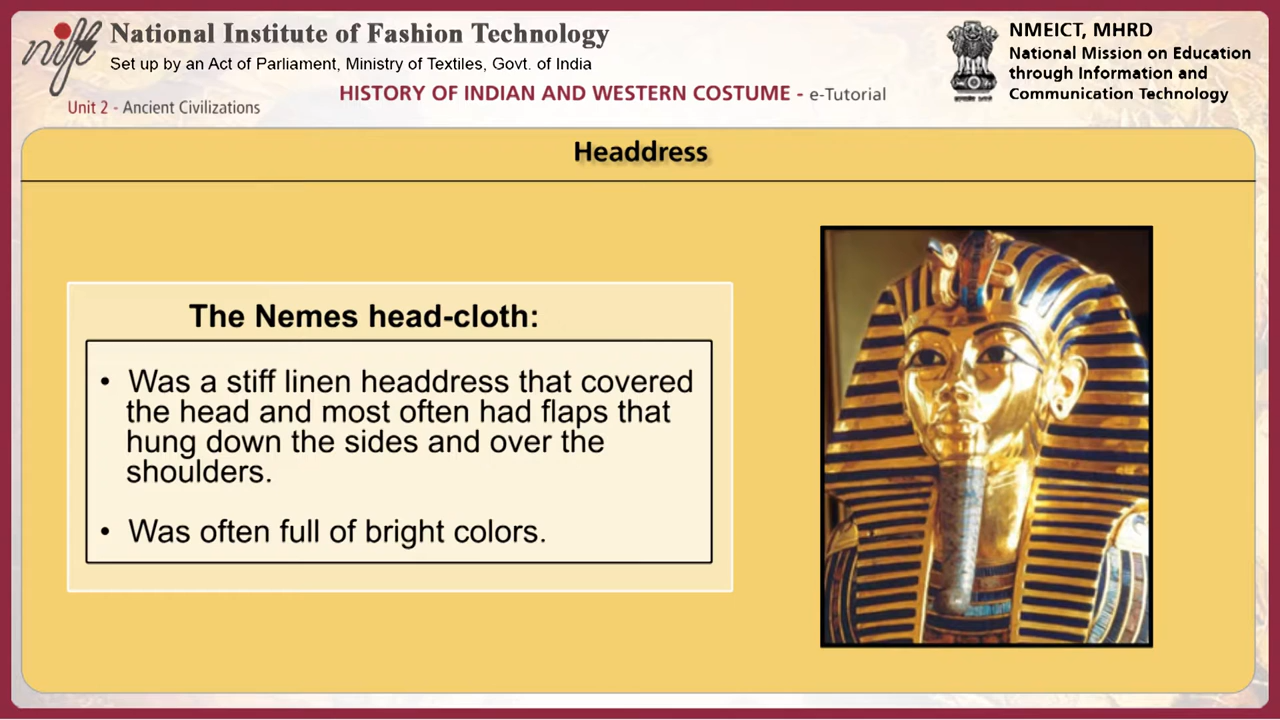 nift
National Institute of Fashion Technology
Set up by an Act of Parliament, Ministry of Textiles, Govt. of India
Unit 2 - Ancient Civilizations
HISTORY OF INDIAN AND WESTERN COSTUME - e-Tutorial
NMEICT, MHRD
National Mission on Education
through Information and
Communication Technology
Headdress
The Nemes head-cloth:
• Was a stiff linen headdress that covered
the head and most often had flaps that
hung down the sides and over the
shoulders.
• Was often full of bright colors.